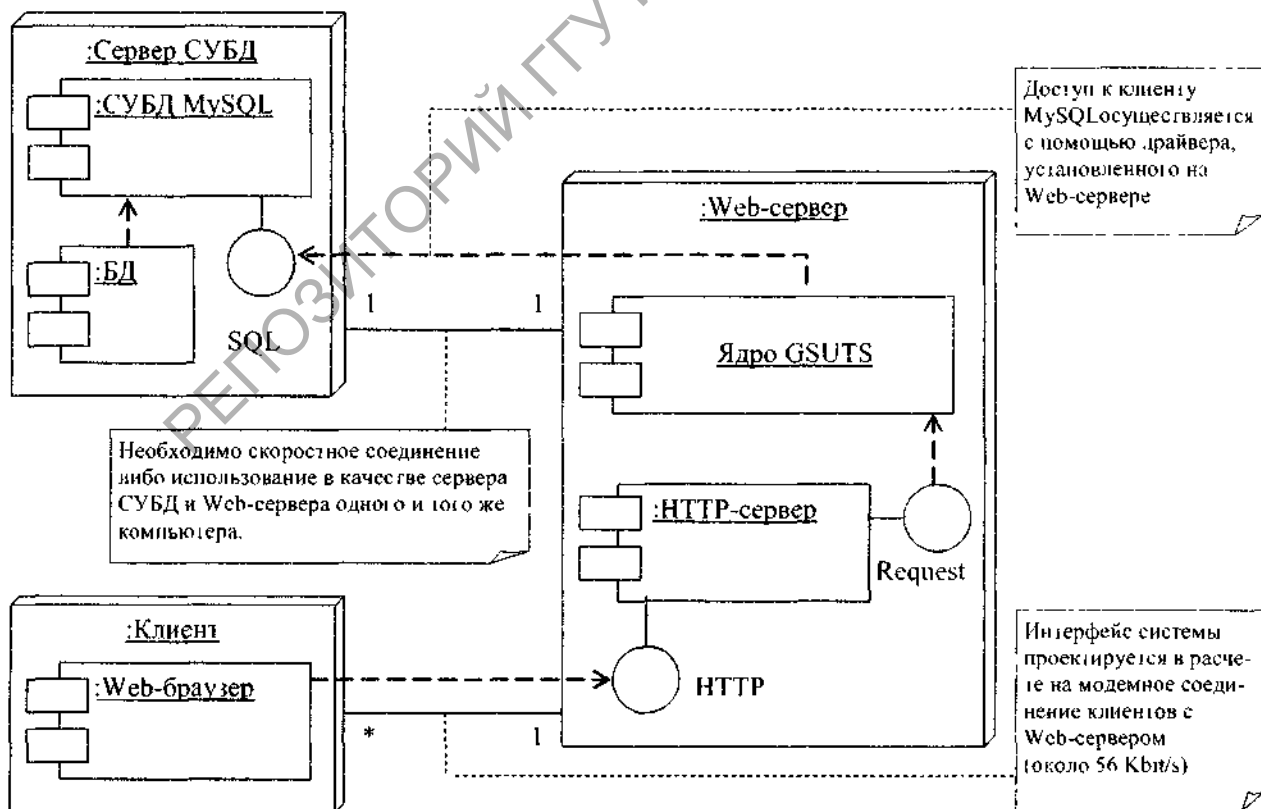 :Сервер СУБД
:СУБД MySQL
:БД
SQL
1
1
Доступ к клиенту
MySQLосуществляется
с помощью драйвера,
установленного на
Web-сервере
:Web-сервер
Ядро GSUTS
:HTTP-сервер
Request
HTTP
Необходимо скоростное соединение
либо использование в качестве сервера
СУБД и Web-сервера одного и того же
компьютера.
:Клиент
:Web-браузер
*
1
Интерфейс системы
проектируется в расче-
те на модемное соеди-
нение клиентов с
Web-сервером
(около 56 Kbit/s)
РЕПОЗИТОРИЙ ГГУ